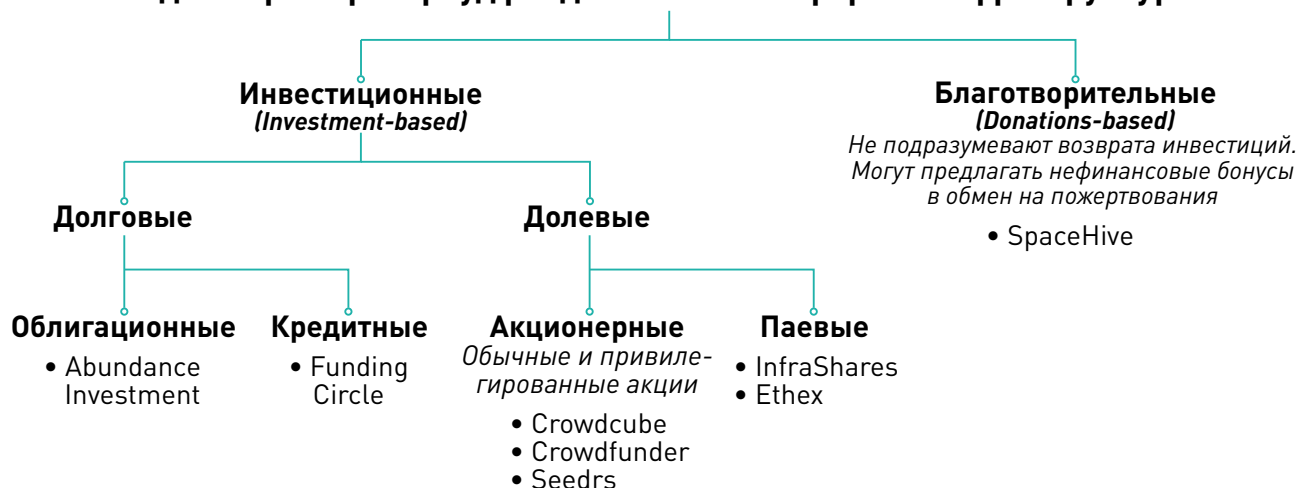 Инвестиционные
(Investment-based)
Благотворительные
(Donations-based)
Не подразумевают возврата инвестиций.
Могут предлагать нефинансовые бонусы
в обмен на пожертвования
• SpaceHive
Долговые
Долевые
Облигационные
• Abundance
Investment
Кредитные
• Funding
Circle
Акционерные
Обычные и привиле-
гированные акции
• Crowdcube
• Crowdfunder
• Seedrs
Паевые
• InfraShares
• Ethex